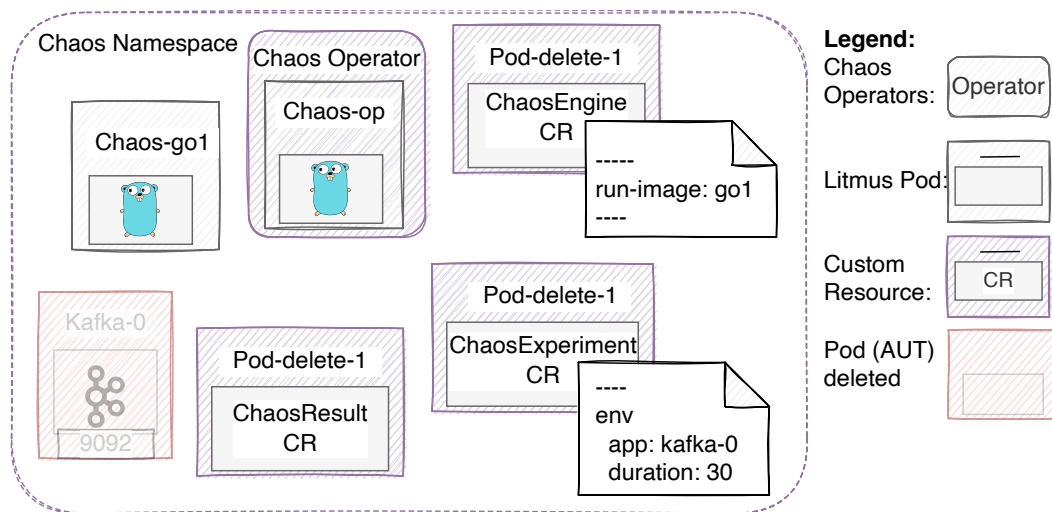 Chaos Namespace
Chaos-go1
Chaos Operator
Chaos-op
Pod-delete-1
ChaosEngine
CR
-----
run-image: go1
----
Kafka-0
9092
Pod-delete-1
ChaosResult
CR
Pod-delete-1
ChaosExperiment
CR
----
env
app: kafka-0
duration: 30
Legend:
Chaos
Operators:
Operator
Litmus Pod:
Custom
Resource:
CR
Pod (AUT)
deleted